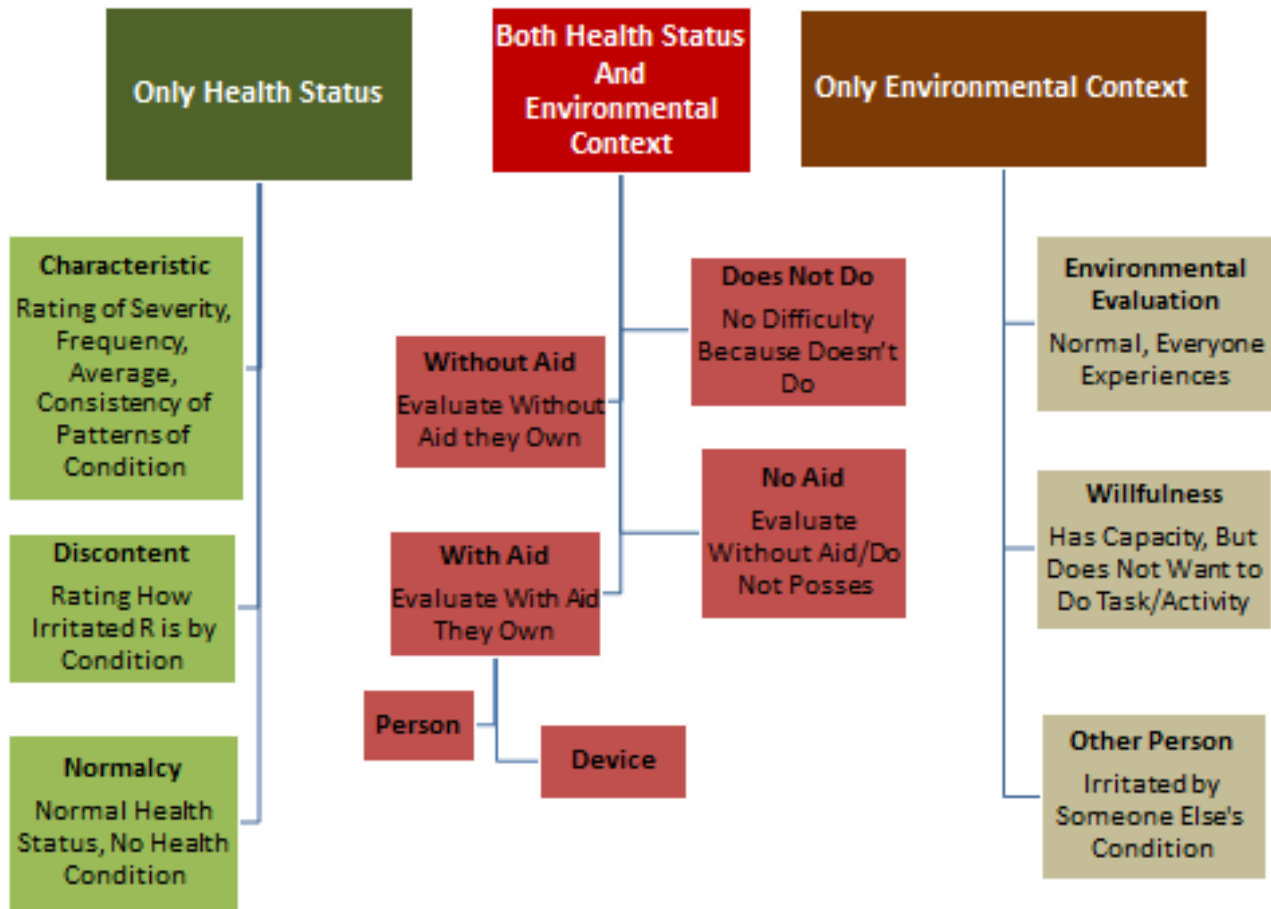 Only Health Status
Characteristic
Rating of Severity,
Frequency,
Average,
Consistency of
Patterns of
Condition
Discontent
Rating How
Irritated R is by
Condition
Normalcy
Normal Health
Status, No Health
Condition
Both Health Status
And
Environmental
Context
Without Aid
Evaluate Without
Aid they Own
With Aid
Evaluate With Aid
They Own
Person
Device
Does Not Do
No Difficulty
Because Doesn't
Do
No Aid
Evaluate
Without Aid/Do
Not Posses
Only Environmental Context
Environmental
Evaluation
Normal, Everyone
Experiences
Willfulness
Has Capacity, But
Does Not Want to
Do Task/Activity
Other Person
Irritated by
Someone Else's
Condition